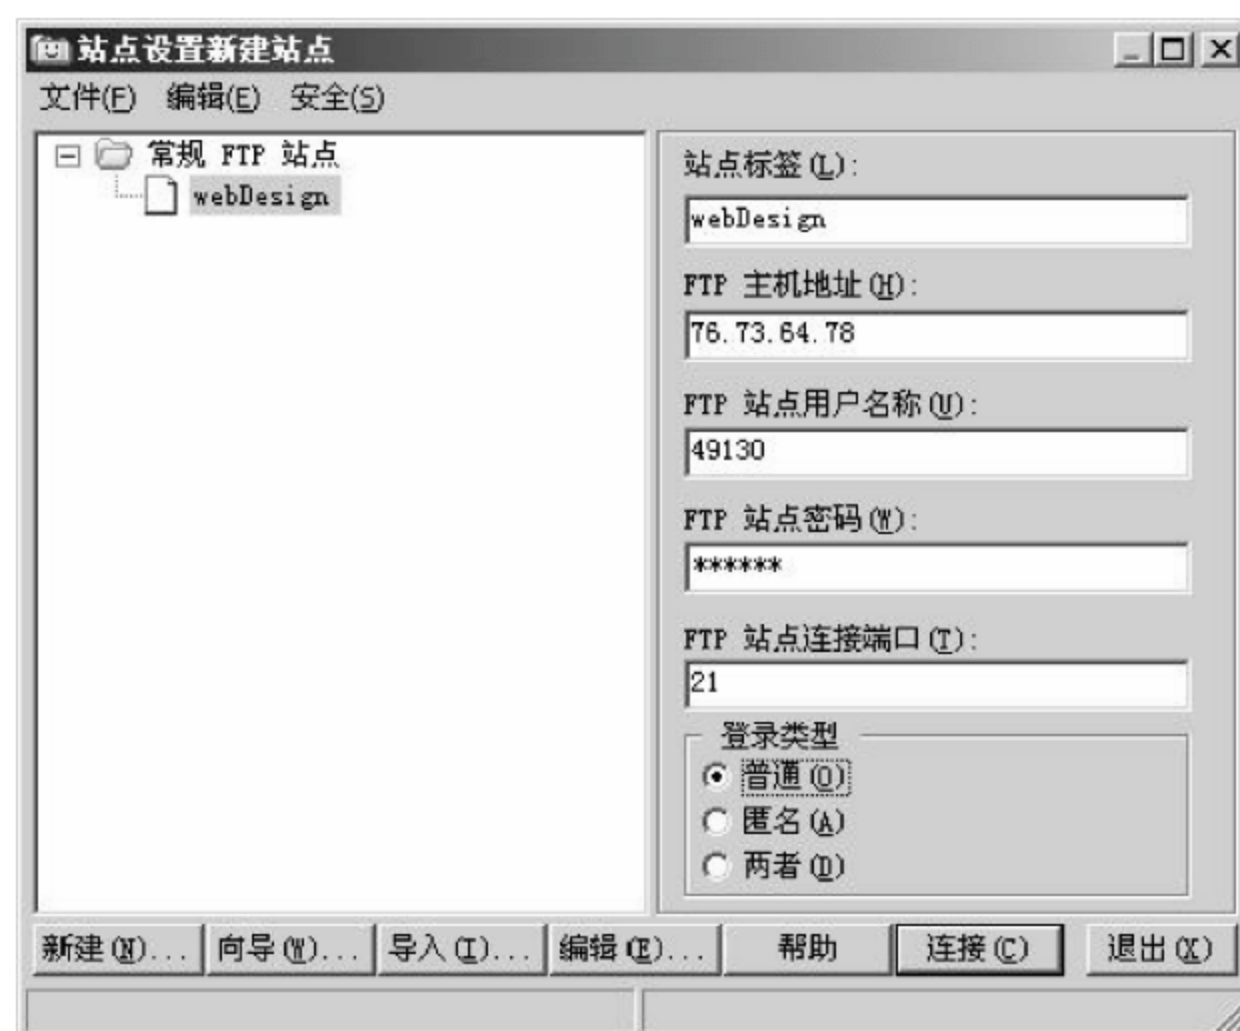 站点设置新建站点
文件(F) 编辑(E) 安全(S)
常规 FTP 站点
webDesign
站点标签(L):
webDesign
FTP 主机地址(H):
76.73.64.78
FTP 站点用户名称(U):
49130
FTP 站点密码(W):
******
FTP 站点连接端口(T):
21
登录类型
普通(O)
匿名(A)
两者(D)
新建(N)... 向导(W)... 导入(I)... 编辑(E)... 帮助 连接(C) 退出(X)